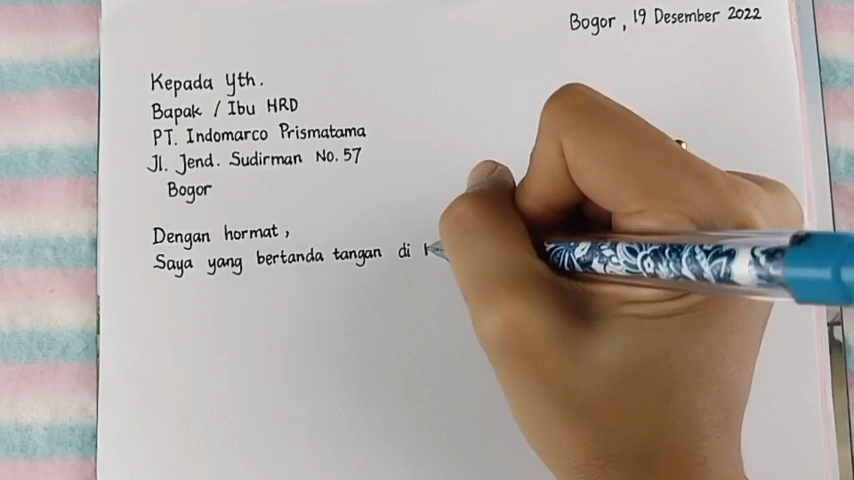 Bogor, 19 Desember 2022
Kepada Yth.
Bapak / Ibu HRD
PT. Indomarco Prismatama
Jl. Jend. Sudirman No. 57
Bogor
Dengan hormat,
Saya yang bertanda tangan di